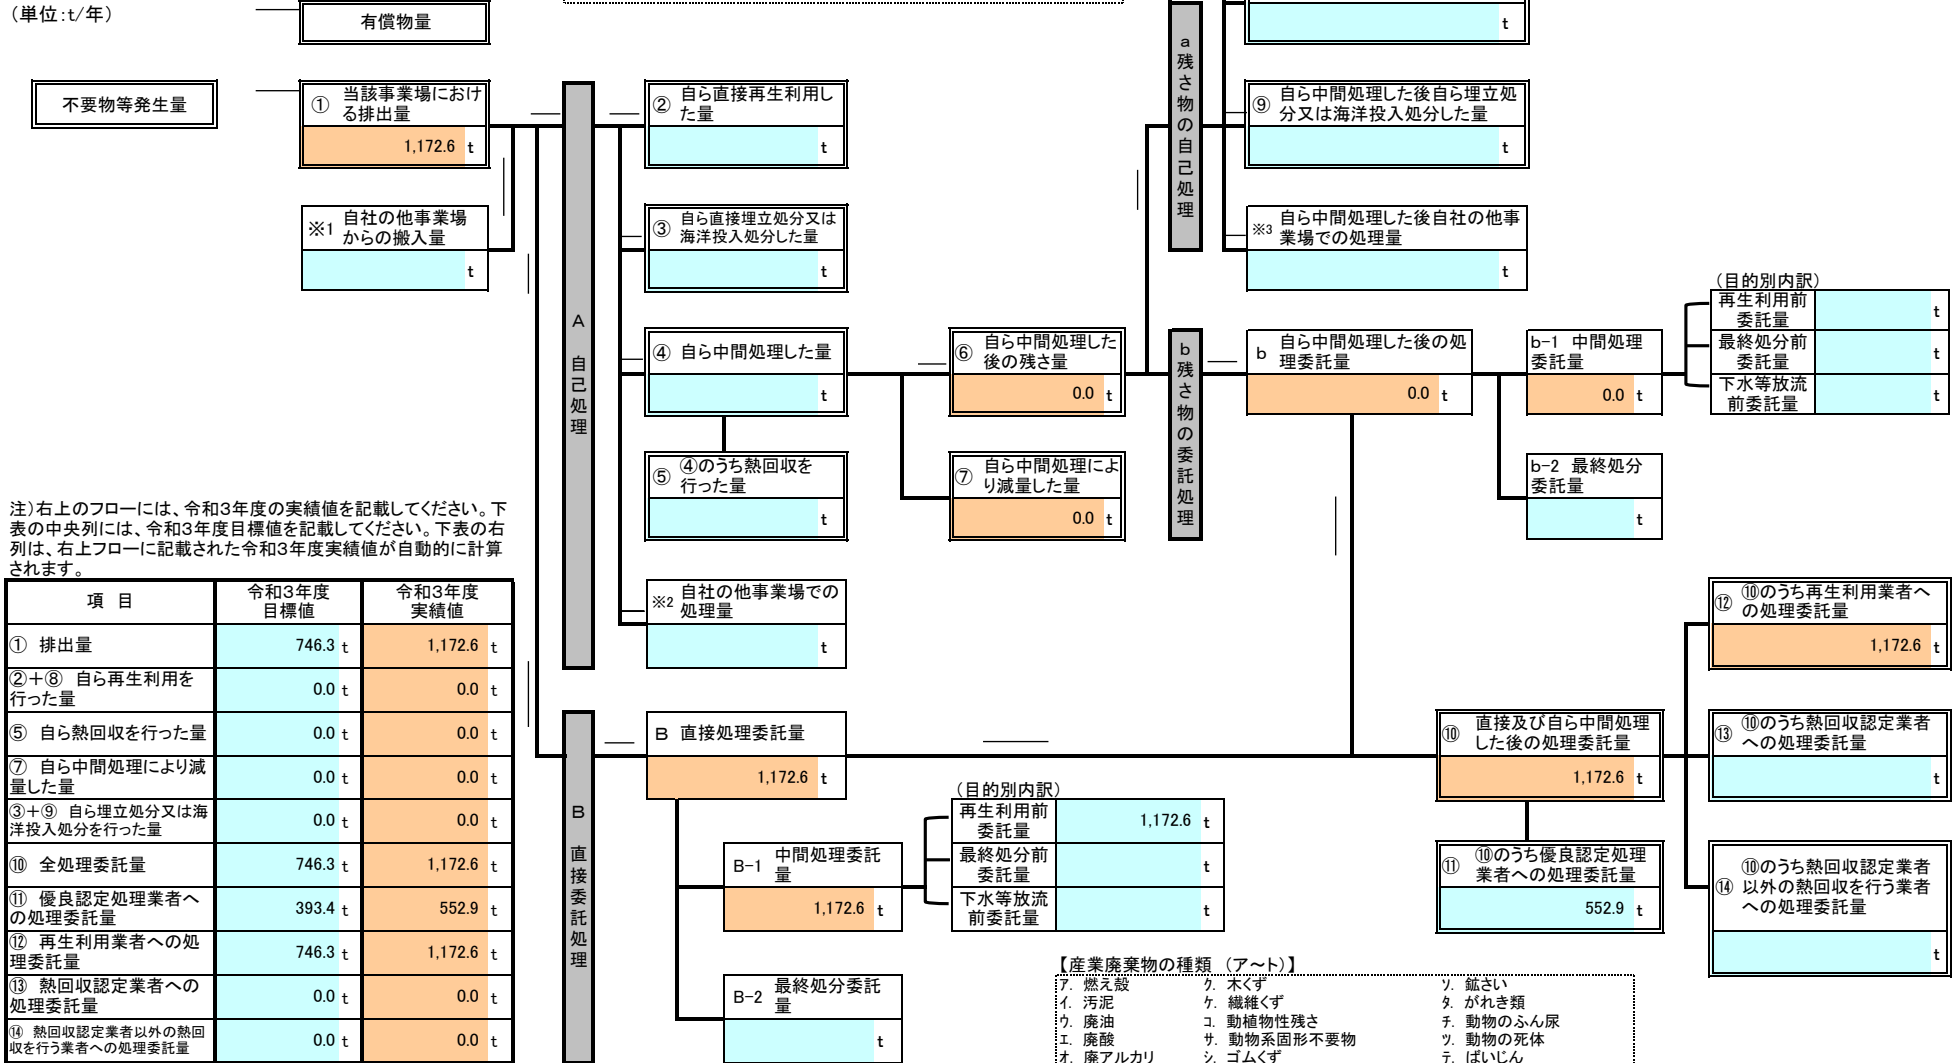 （単位：t/年）
有償物量
t
不要物等発生量
① 当該事業場におけ
る排出量
1,172.6 t
※1 自社の他事業場
からの搬入量
t
A 自己処理
② 自ら直接再生利用し
た量
t
③ 自ら直接埋立処分又は
海洋投入処分した量
t
④ 自ら中間処理した量
t
⑤ ④のうち熱回収を
行った量
t
※2 自社の他事業場での
処理量
t
⑥ 自ら中間処理した
後の残さ量
0.0 t
⑦ 自ら中間処理によ
り減量した量
0.0 t
a 残さ物の自己処理
⑨ 自ら中間処理した後自ら埋立処
分又は海洋投入処分した量
t
※3 自ら中間処理した後自社の他事
業場での処理量
t
b 残さ物の委託処理
b 自ら中間処理した後の処
理委託量
0.0 t
b-1 中間処理
委託量
0.0 t
b-2 最終処分
委託量
t
（目的別内訳）
再生利用前
委託量 t
最終処分前
委託量 t
下水等放流
前委託量 t
注）右上のフローには、令和3年度の実績値を記載してください。下
表の中央列には、令和3年度目標値を記載してください。下表の右
列は、右上フローに記載された令和3年度実績値が自動的に計算
されます。
項 目 令和3年度
目標値 令和3年度
実績値
① 排出量 746.3 t 1,172.6 t
②＋⑧ 自ら再生利用を
行った量 0.0 t 0.0 t
⑤ 自ら熱回収を行った量 0.0 t 0.0 t
⑦ 自ら中間処理により減
量した量 0.0 t 0.0 t
③＋⑨ 自ら埋立処分又は海
洋投入処分を行った量 0.0 t 0.0 t
⑩ 全処理委託量 746.3 t 1,172.6 t
⑪ 優良認定処理業者へ
の処理委託量 393.4 t 552.9 t
⑫ 再生利用業者への処
理委託量 746.3 t 1,172.6 t
⑬ 熱回収認定業者への
処理委託量 0.0 t 0.0 t
⑭ 熱回収認定業者以外の熱回
収を行う業者への処理委託量 0.0 t 0.0 t
B 直接委託処理
B 直接処理委託量
1,172.6 t
B-1 中間処理委託
量
1,172.6 t
B-2 最終処分委託
量
t
（目的別内訳）
再生利用前
委託量 1,172.6 t
最終処分前
委託量 t
下水等放流
前委託量 t
⑩ 直接及び自ら中間処理
した後の処理委託量
1,172.6 t
⑪ ⑩のうち優良認定処理
業者への処理委託量
552.9 t
⑫ ⑩のうち再生利用業者へ
の処理委託量
1,172.6 t
⑬ ⑩のうち熱回収認定業者
への処理委託量
t
⑭ ⑩のうち熱回収認定業者
以外の熱回収を行う業者
への処理委託量
t
【産業廃棄物の種類 （ア～ト）】
ア. 燃え殻 ク. 木くず ソ. 鉱さい
イ. 汚泥 ケ. 繊維くず タ. がれき類
ウ. 廃油 コ. 動植物性残さ チ. 動物のふん尿
エ. 廃酸 サ. 動物系固形不要物 ツ. 動物の死体
オ. 廃アルカリ シ. ゴムくず テ. ばいじん